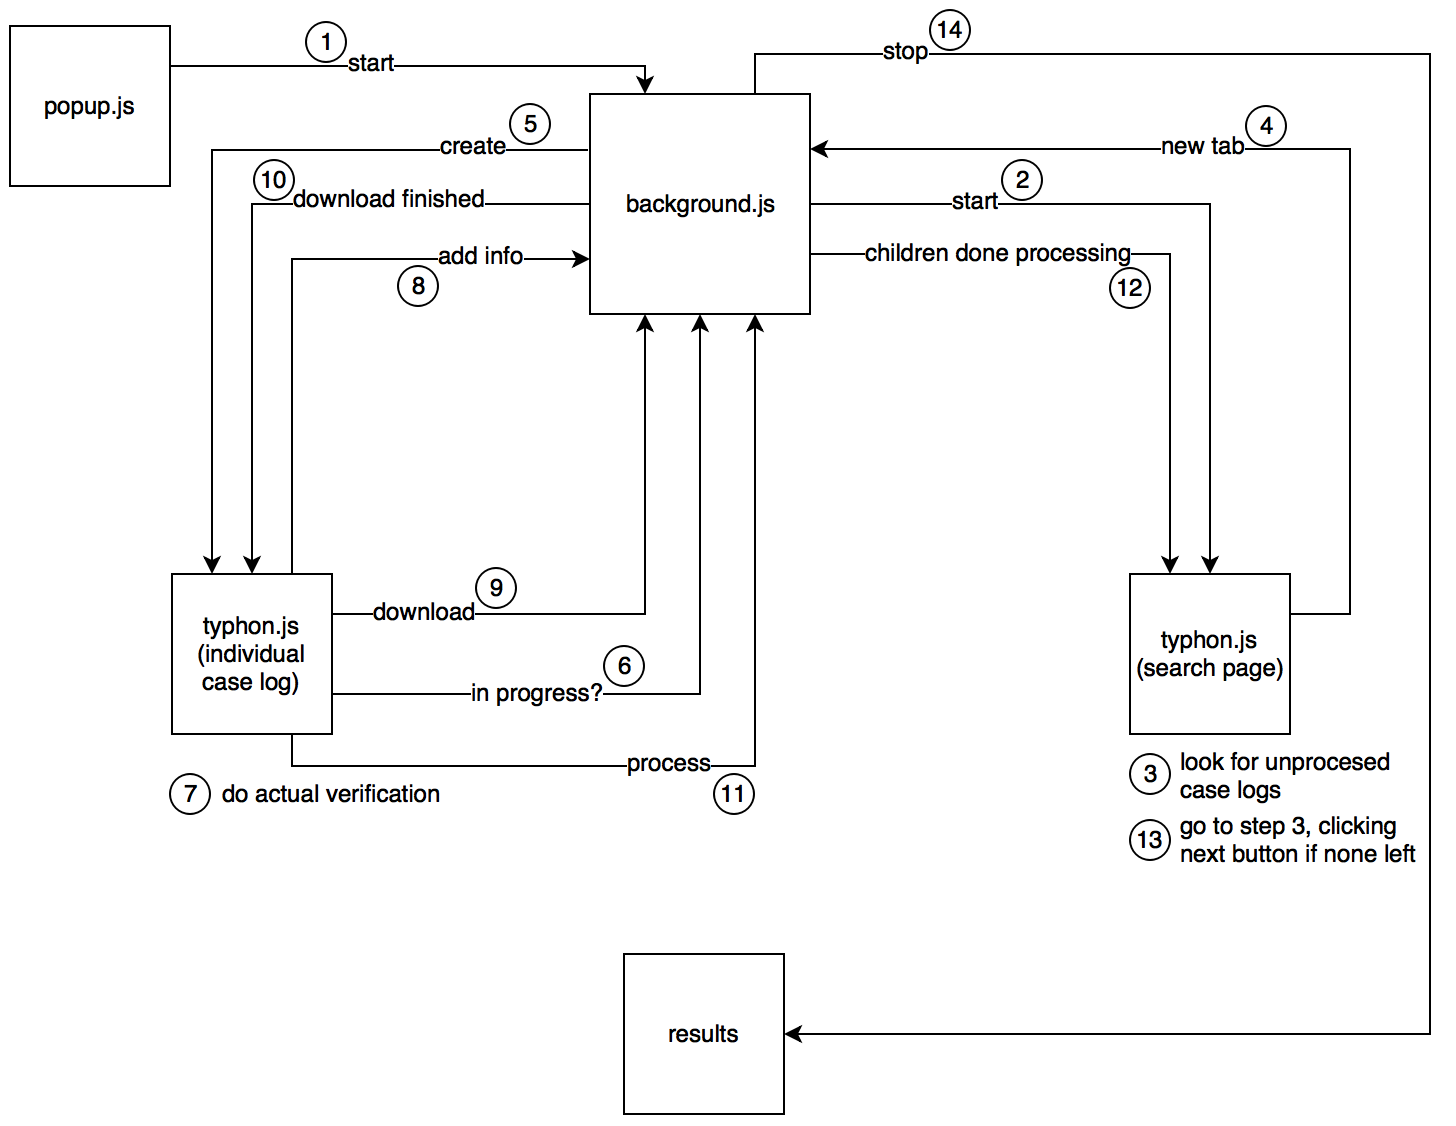 1
start
14
stop
popup.js
5
create
4
new tab
10
download finished
2
start
background.js
add info
8
children done processing
12
9
download
typhon.js
(individual
case log)
6
in progress?
typhon.js
(search page)
process
11
7
do actual verification
3
look for unprocesed
case logs
13
go to step 3, clicking
next button if none left
results